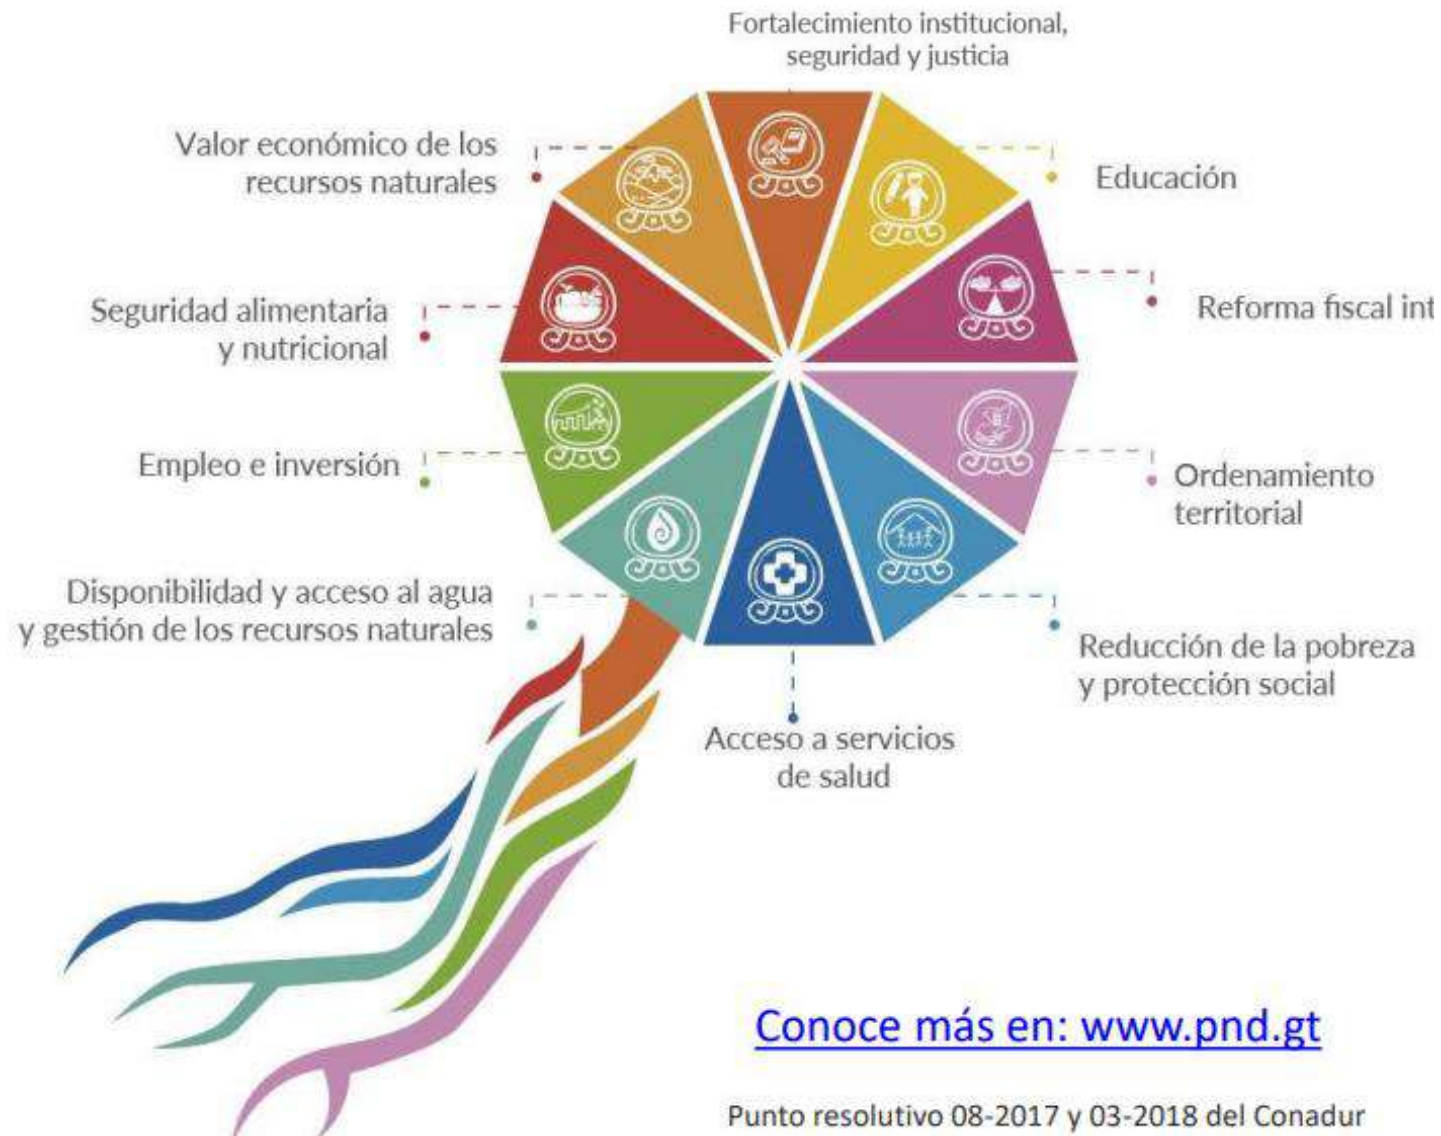 Fortalecimiento institucional,
seguridad y justicia
Valor económico de los
recursos naturales
Educación
Seguridad alimentaria
y nutricional
Reforma fiscal int
Empleo e inversión
Ordenamiento
territorial
Disponibilidad y acceso al agua
y gestión de los recursos naturales
Reducción de la pobreza
y protección social
Acceso a servicios
de salud
Conoce más en: www.pnd.gt
Punto resolutivo 08-2017 y 03-2018 del Conadur